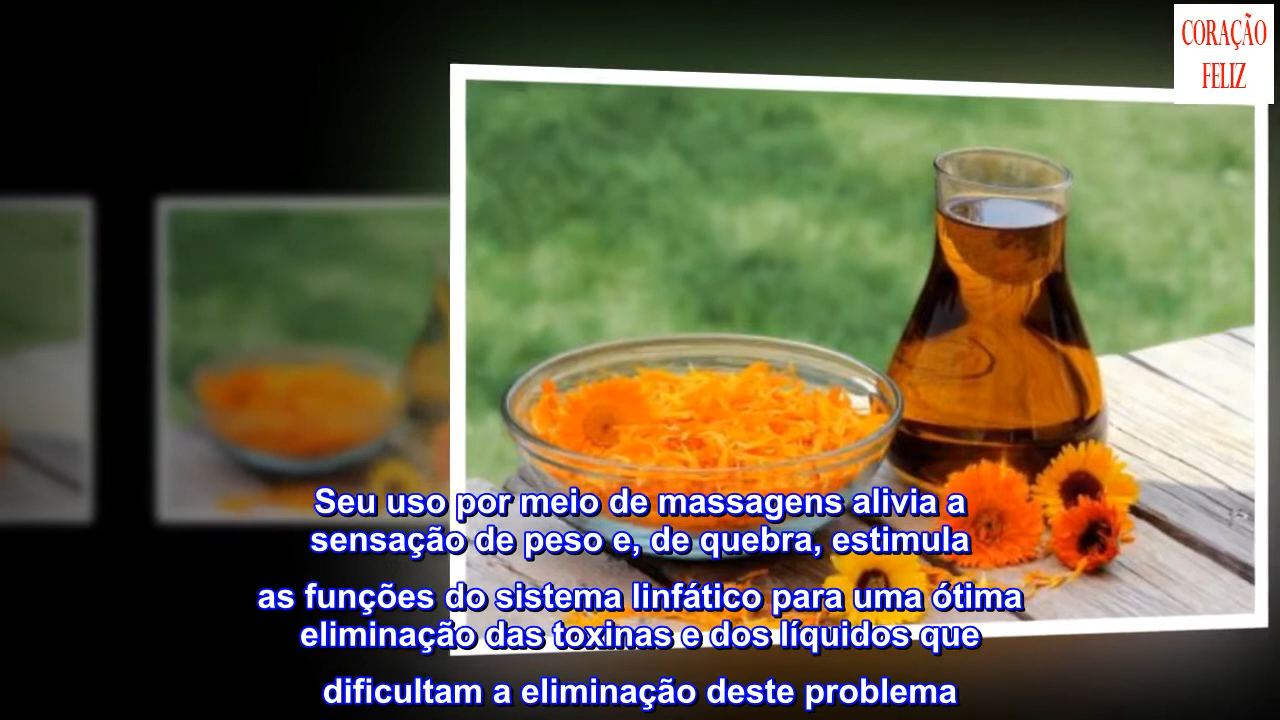 CORAÇÃO
FELIZ
Seu uso por meio de massagens alivia a
sensação de peso e, de quebra, estimula
as funções do sistema linfático para uma ótima
eliminação das toxinas e dos líquidos que
dificultam a eliminação deste problema